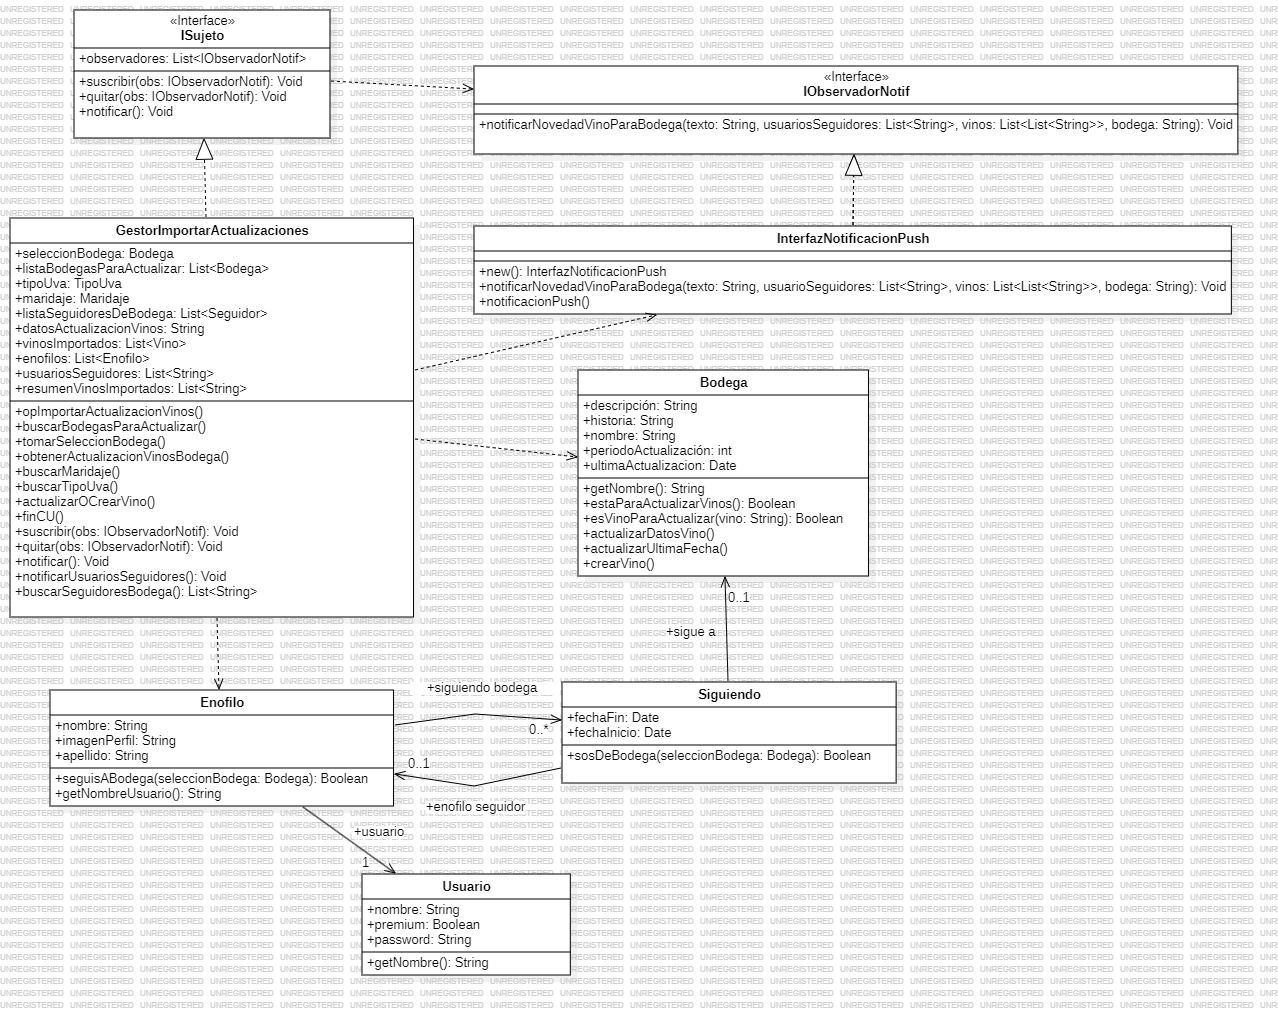 «Interface»
ISujeto
+observadores: List<IObservadorNotif>
+suscribir(obs: IObservadorNotif): Void
+quitar(obs: IObservadorNotif): Void
+notificar(): Void
«Interface»
IObservadorNotif
+notificarNovedadVinoParaBodega(texto: String, usuariosSeguidores: List<String>, vinos: List<List<String>>, bodega: String): Void
GestorImportarActualizaciones
+seleccionBodega: Bodega
+listaBodegasParaActualizar: List<Bodega>
+tipoUva: TipoUva
+maridaje: Maridaje
+listaSeguidoresDeBodega: List<Seguidor>
+datosActualizacionVinos: String
+vinosImportados: List<Vino>
+enofilos: List<Enofilo>
+usuariosSeguidores: List<String>
+resumenVinosImportados: List<String>
+opImportarActualizacionVinos()
+buscarBodegasParaActualizar()
+tomarSeleccionBodega()
+obtenerActualizacionVinosBodega()
+buscarMaridaje()
+buscarTipoUva()
+actualizarOCrearVino()
+finCU()
+suscribir(obs: IObservadorNotif): Void
+quitar(obs: IObservadorNotif): Void
+notificar(): Void
+notificarUsuariosSeguidores(): Void
+buscarSeguidoresBodega(): List<String>
InterfazNotificacionPush
+new(): InterfazNotificacionPush
+notificarNovedadVinoParaBodega(texto: String, usuarioSeguidores: List<String>, vinos: List<List<String>>, bodega: String): Void
+notificacionPush()
Bodega
+descripción: String
+historia: String
+nombre: String
+periodoActualización: int
+ultimaActualizacion: Date
+getNombre(): String
+estaParaActualizarVinos(): Boolean
+esVinoParaActualizar(vino: String): Boolean
+actualizarDatosVino()
+actualizarUltimaFecha()
+crearVino()
0..1
+sigue a
Enofilo
+nombre: String
+imagenPerfil: String
+apellido: String
+seguisABodega(seleccionBodega: Bodega): Boolean
+getNombreUsuario(): String
+siguiendo bodega
0..*
0..1
+enofilo seguidor
Siguiendo
+fechaFin: Date
+fechaInicio: Date
+sosDeBodega(seleccionBodega: Bodega): Boolean
+usuario
1
Usuario
+nombre: String
+premium: Boolean
+password: String
+getNombre(): String
UNREGISTERED